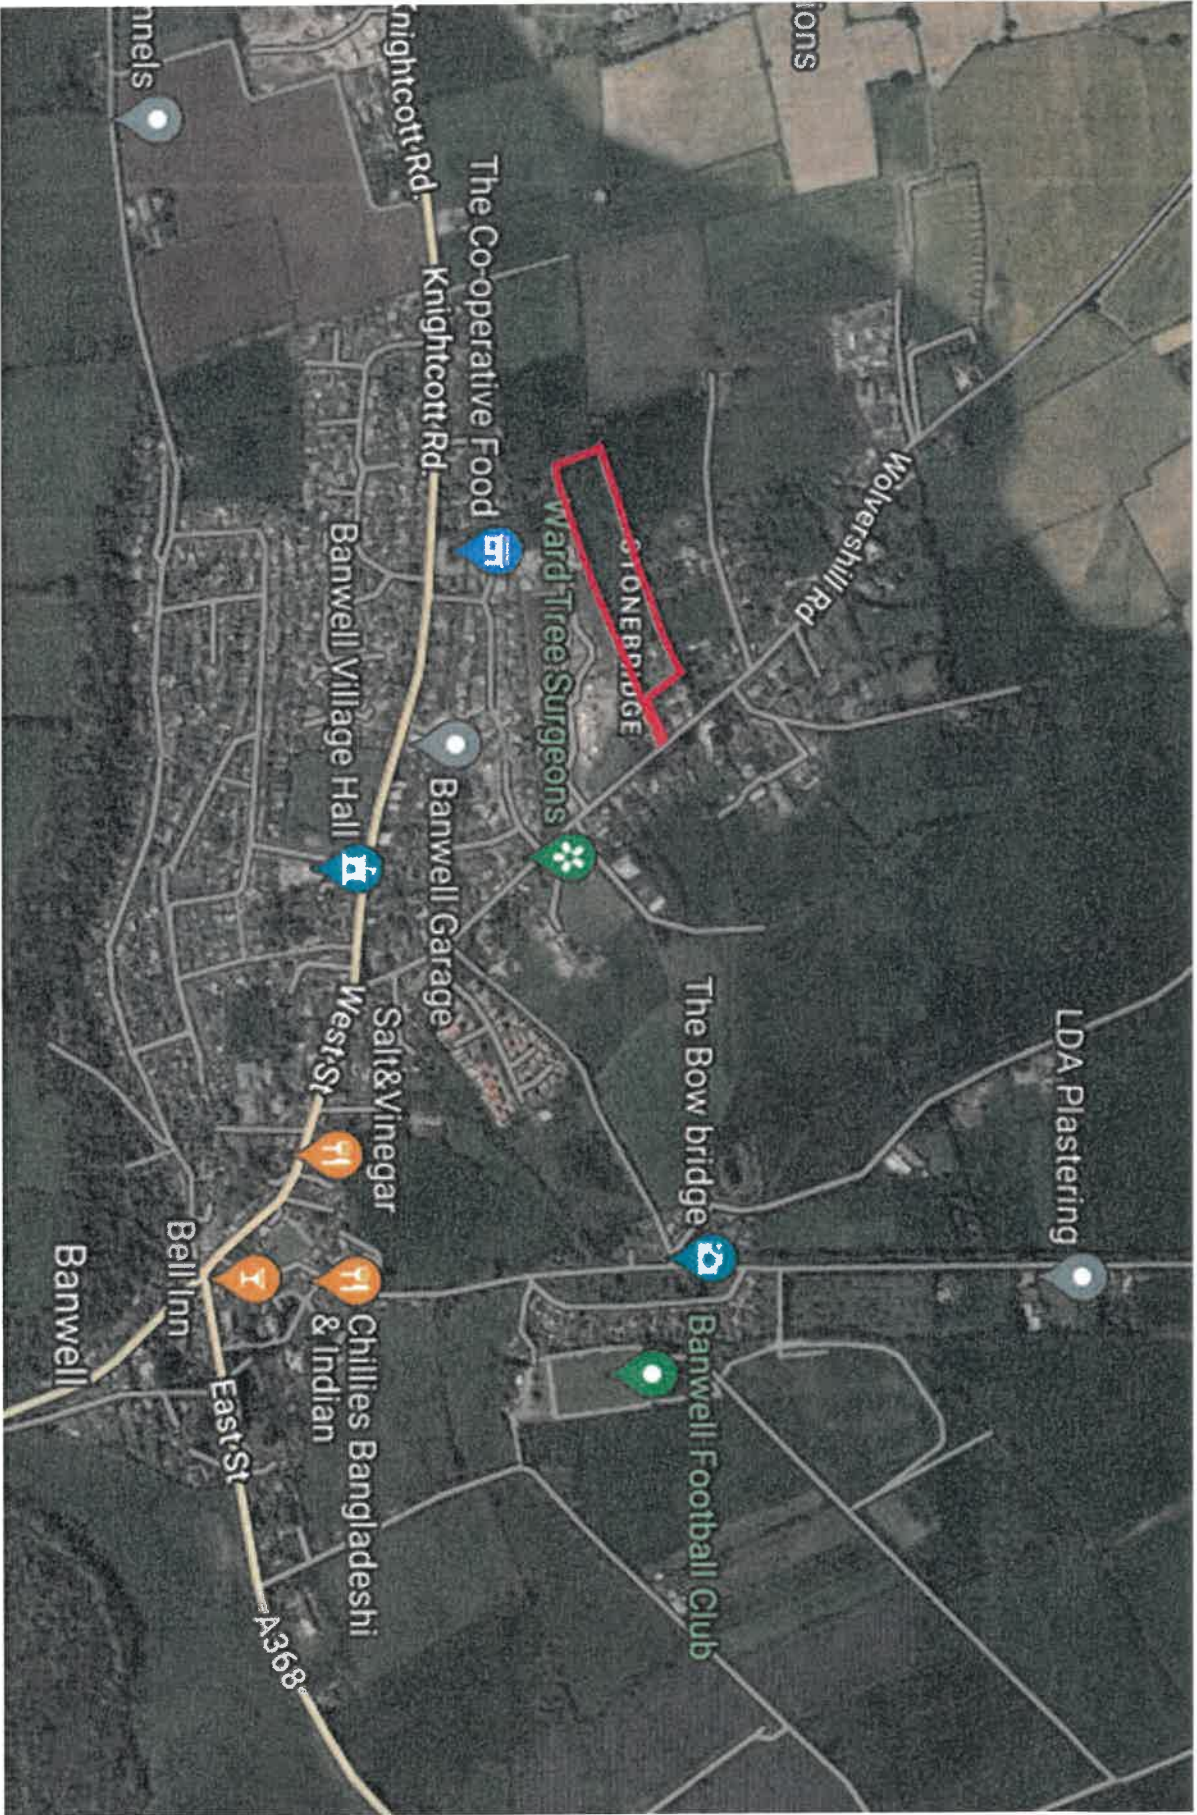 LDA Plastering
Wolvershill Rd
ions
The Bow bridge
Banwell Football Club
STONEBRIDGE
Ward Tree Surgeons
The Co-operative Food
Banwell Garage
Knightcott Rd.
Knightcott Rd.
Salt&Vinegar
Chillies Bangladeshi
& Indian
Banwell Village Hall
West St
A368
East St
Bell Inn
nnels
Banwell